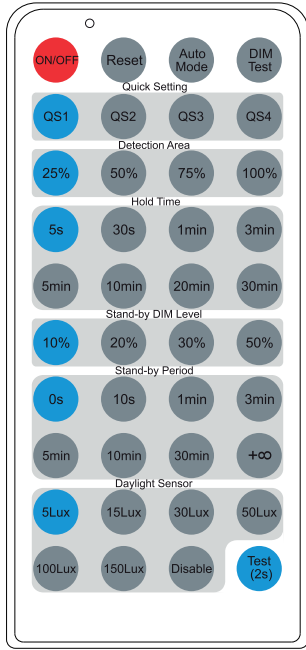 ON/OFF Reset Auto Mode DIM Test
Quick Setting
QS1 QS2 QS3 QS4
Detection Area
25% 50% 75% 100%
Hold Time
5s 30s 1min 3min
5min 10min 20min 30min
Stand-by DIM Level
10% 20% 30% 50%
Stand-by Period
0s 10s 1min 3min
5min 10min 30min +∞
Daylight Sensor
5Lux 15Lux 30Lux 50Lux
100Lux 150Lux Disable Test (2s)